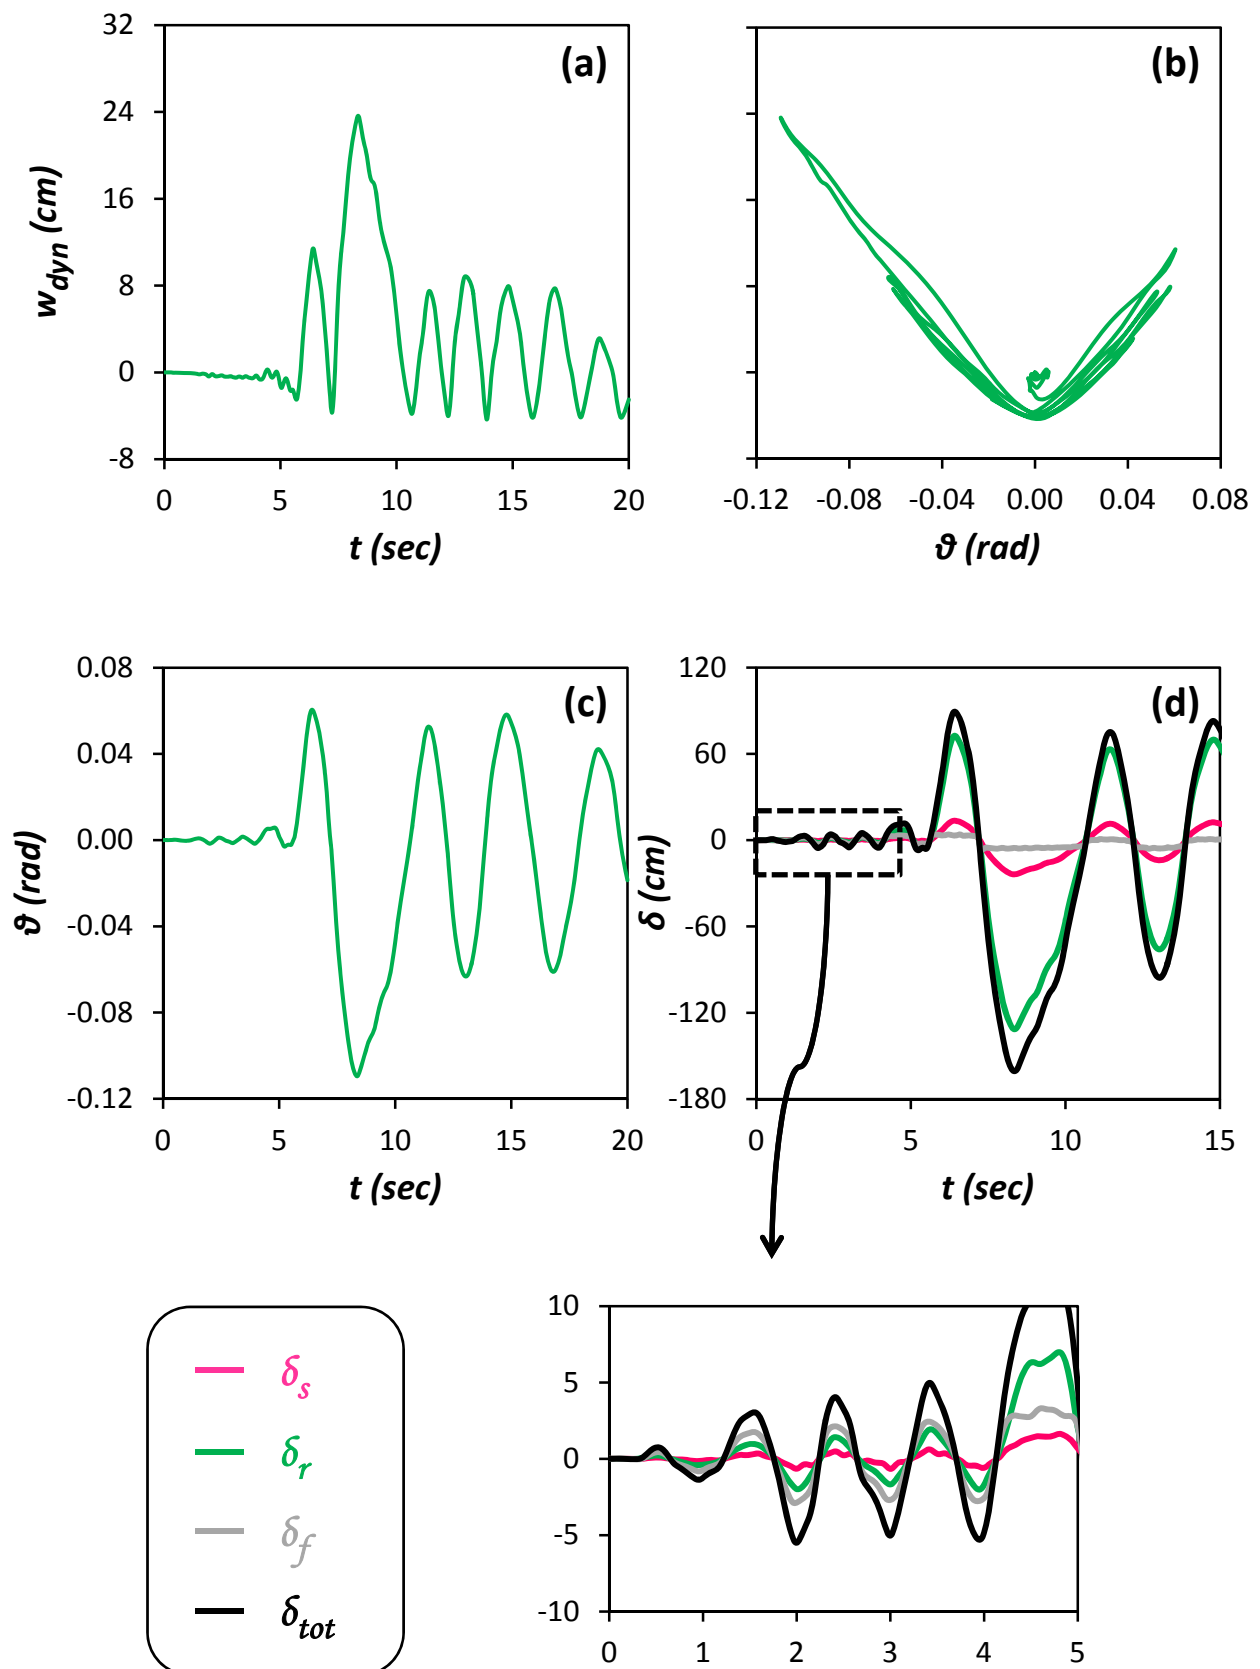 (a)
32
24
16
8
0
-8
w_dyn (cm)
0 5 10 15 20
t (sec)
(b)
-0.12 -0.08 -0.04 0.00 0.04 0.08
ϑ (rad)
(c)
0.08
0.04
0.00
-0.04
-0.08
-0.12
ϑ (rad)
0 5 10 15 20
t (sec)
(d)
120
60
0
-60
-120
-180
δ (cm)
0 5 10 15
t (sec)
δ_s
δ_r
δ_f
δ_tot
10
5
0
-5
-10
0 1 2 3 4 5